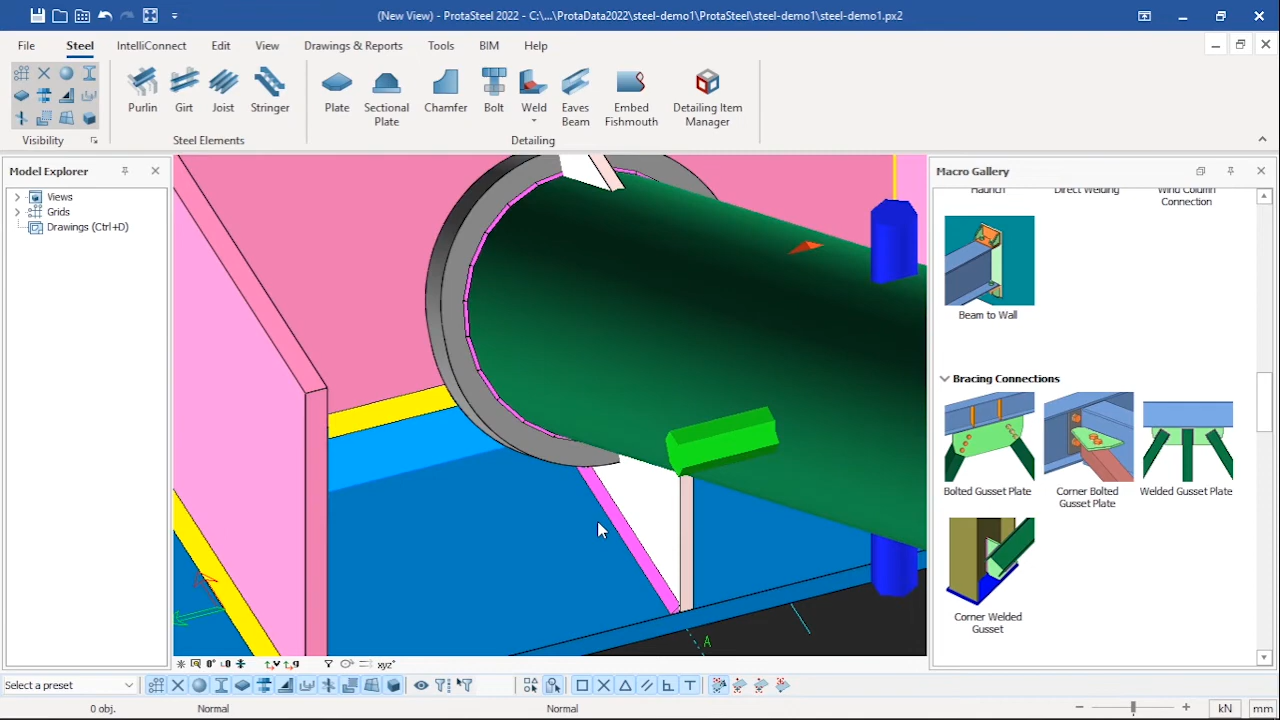 (New View) - ProtaSteel 2022 - C:\...\ProtaData2022\steel-demo1\ProtaSteel\steel-demo1\steel-demo1.px2
File Steel IntelliConnect Edit View Drawings & Reports Tools BIM Help
Purlin Girt Joist Stringer Plate Sectional Plate Chamfer Bolt Weld Eaves Beam Embed Fishmouth Detailing Item Manager
Visibility Steel Elements Detailing
Model Explorer
Views
Grids
Drawings (Ctrl+D)
A
Macro Gallery
Haunch Direct Welding Wind Column Connection
Beam to Wall
Bracing Connections
Bolted Gusset Plate Corner Bolted Gusset Plate Welded Gusset Plate
Corner Welded Gusset
xyz
Select a preset
0 obj. Normal Normal kN mm